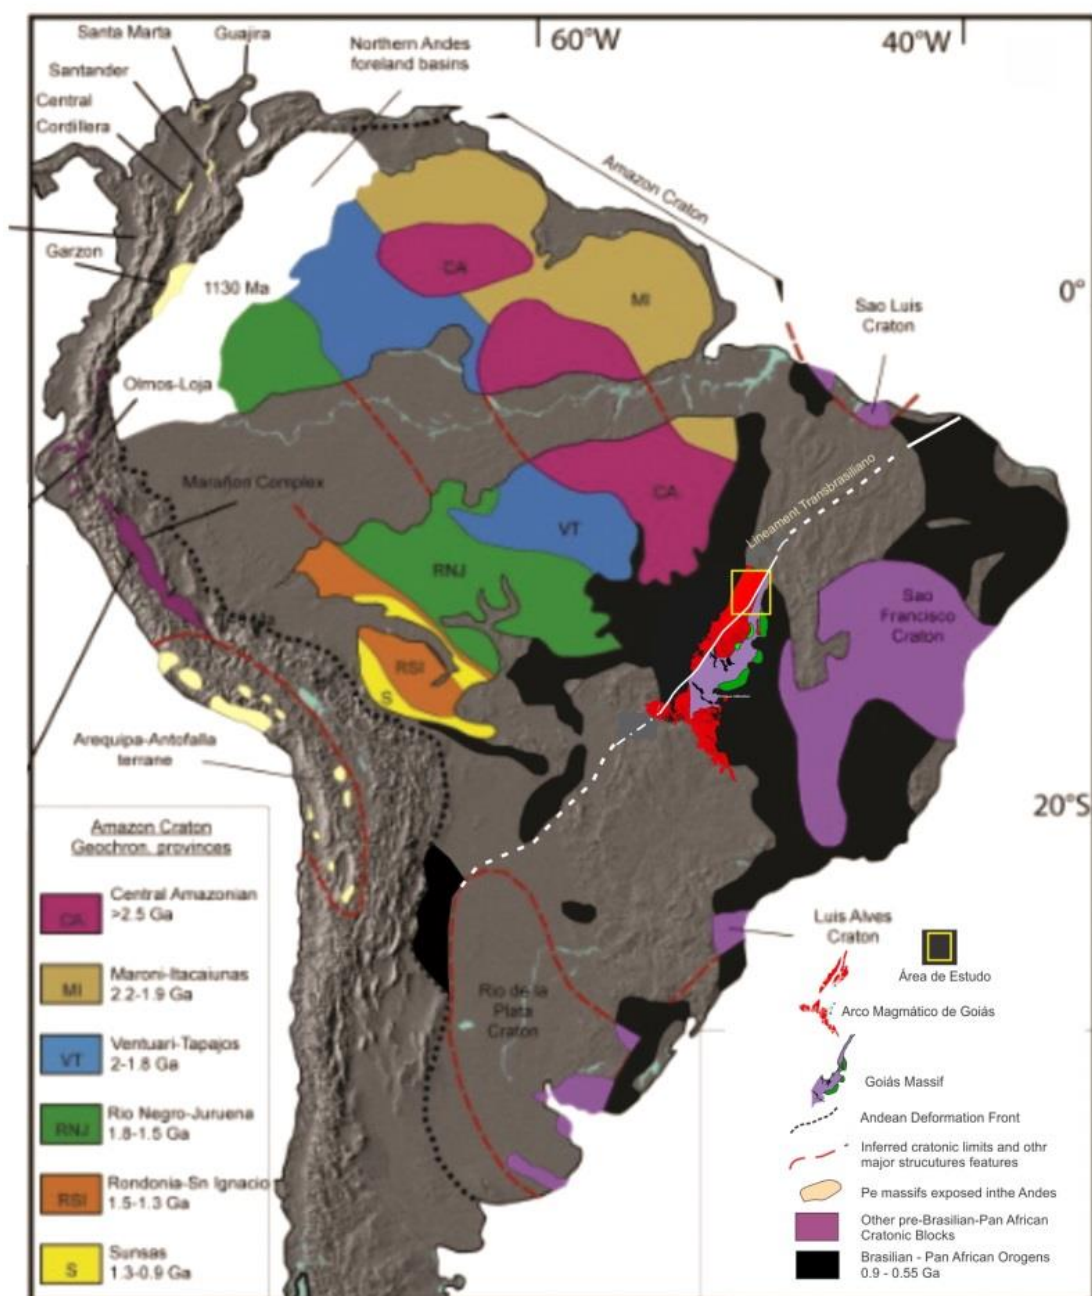 60°W
40°W
Santa Marta
Guajira
Northern Andes
foreland basins
Santander
Central
Cordillera
Amazon Craton
Garzon
1130 Ma
CA
MI
0°
Sao Luis
Craton
Olmos-Loja
Marañon Complex
CA
Lineament Transbrasiliano
VT
RNJ
Sao
Francisco
Craton
RSI
S
Arequipa-Antofalla
terrane
20°S
Rio de la
Plata
Craton
Luis Alves
Craton
Amazon Craton
Geochron. provinces
CA
Central Amazonian
>2.5 Ga
MI
Maroni-Itacaiunas
2.2-1.9 Ga
VT
Ventuari-Tapajos
2-1.8 Ga
RNJ
Rio Negro-Juruena
1.8-1.5 Ga
RSI
Rondonia-Sn Ignacio
1.5-1.3 Ga
S
Sunsas
1.3-0.9 Ga
Área de Estudo
Arco Magmático de Goiás
Goiás Massif
Andean Deformation Front
Inferred cratonic limits and othr
major strucutures features
Pe massifs exposed inthe Andes
Other pre-Brasilian-Pan African
Cratonic Blocks
Brasilian - Pan African Orogens
0.9 - 0.55 Ga